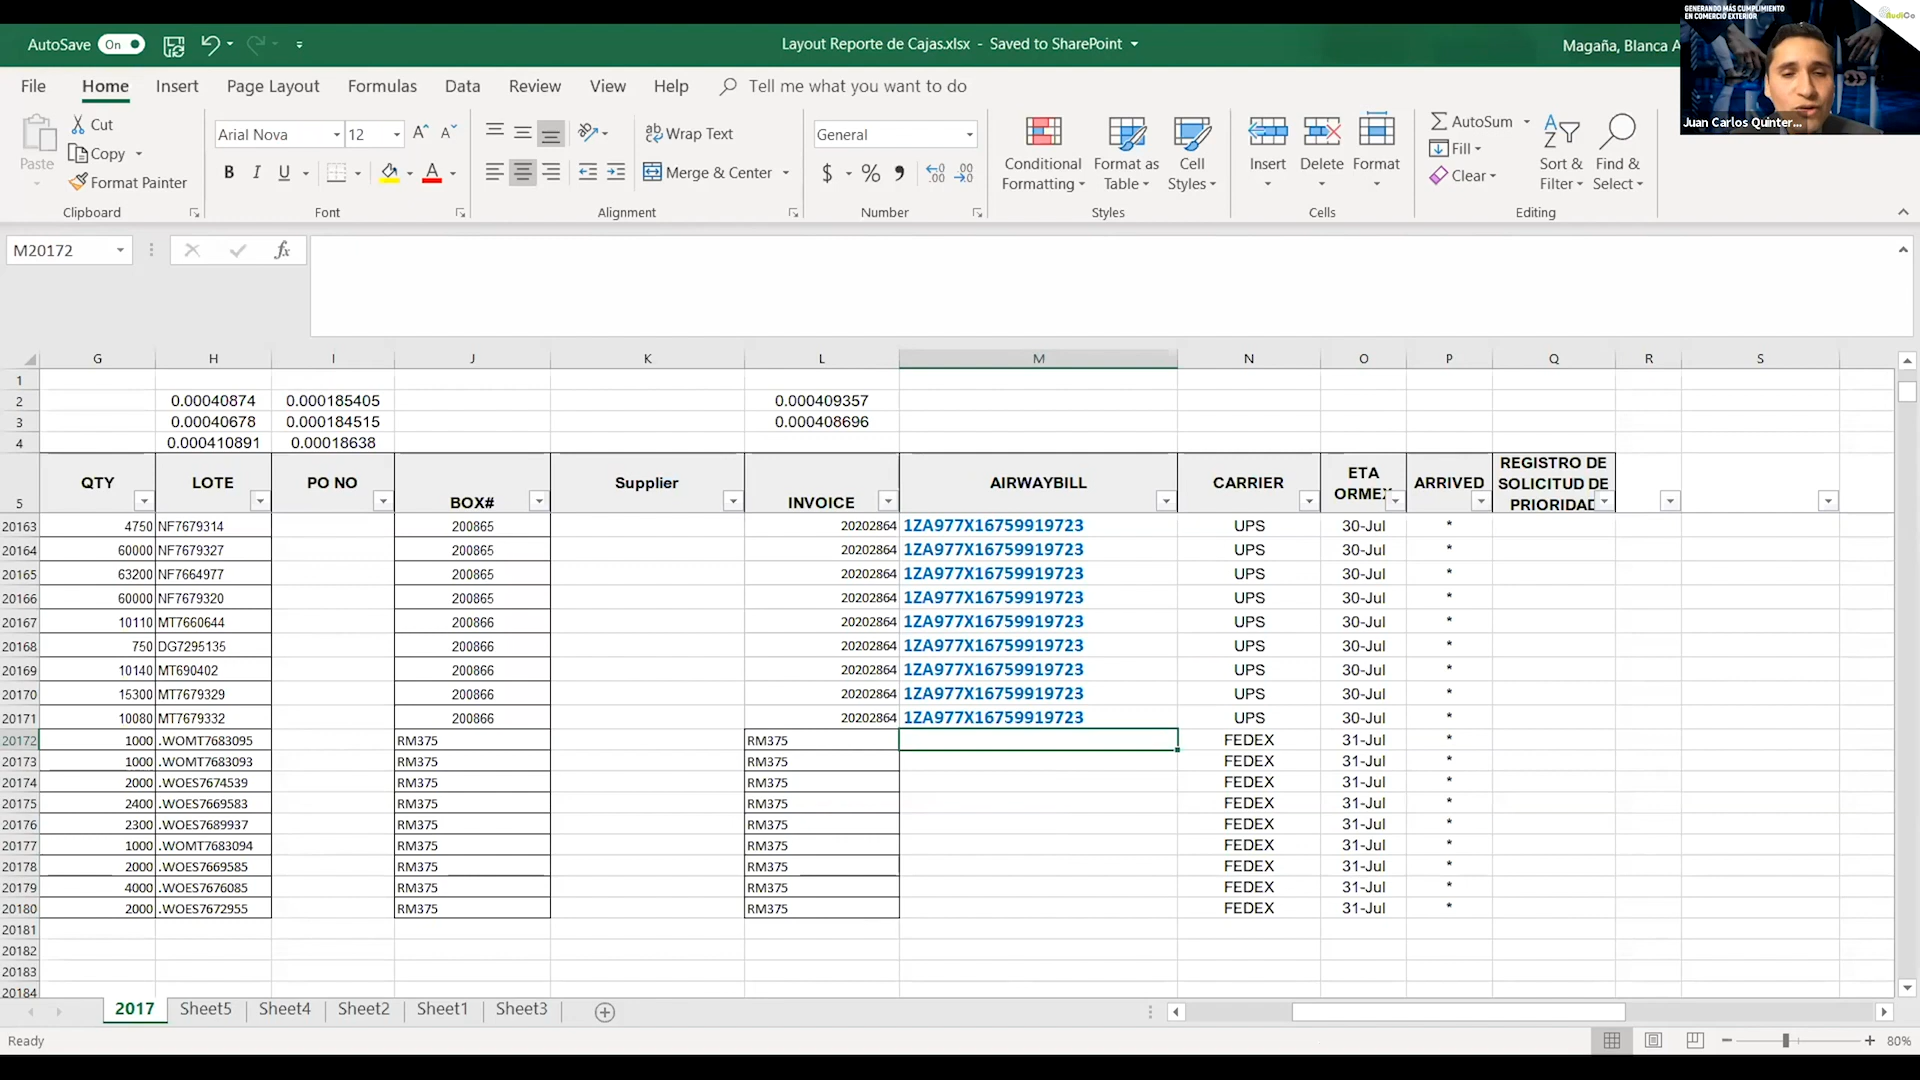 GENERANDO MÁS CUMPLIMIENTO
EN COMERCIO EXTERIOR
AudiCo
Juan Carlos Quinter...
AutoSave On
Layout Reporte de Cajas.xlsx - Saved to SharePoint
Magaña, Blanca A
File Home Insert Page Layout Formulas Data Review View Help Tell me what you want to do
Paste
Cut
Copy
Format Painter
Clipboard
Arial Nova 12
B I U
Font
Wrap Text
Merge & Center
Alignment
General
$ % ,
Number
Conditional Formatting
Format as Table
Cell Styles
Styles
Insert Delete Format
Cells
AutoSum
Fill
Clear
Sort & Filter
Find & Select
Editing
M20172 fx
G H I J K L M N O P Q R S
1
2 0.00040874 0.000185405 0.000409357
3 0.00040678 0.000184515 0.000408696
4 0.000410891 0.00018638
5 QTY LOTE PO NO BOX# Supplier INVOICE AIRWAYBILL CARRIER ETA ORMEX ARRIVED REGISTRO DE SOLICITUD DE PRIORIDAD
20163 4750 NF7679314 200865 20202864 1ZA977X16759919723 UPS 30-Jul *
20164 60000 NF7679327 200865 20202864 1ZA977X16759919723 UPS 30-Jul *
20165 63200 NF7664977 200865 20202864 1ZA977X16759919723 UPS 30-Jul *
20166 60000 NF7679320 200865 20202864 1ZA977X16759919723 UPS 30-Jul *
20167 10110 MT7660644 200866 20202864 1ZA977X16759919723 UPS 30-Jul *
20168 750 DG7295135 200866 20202864 1ZA977X16759919723 UPS 30-Jul *
20169 10140 MT690402 200866 20202864 1ZA977X16759919723 UPS 30-Jul *
20170 15300 MT7679329 200866 20202864 1ZA977X16759919723 UPS 30-Jul *
20171 10080 MT7679332 200866 20202864 1ZA977X16759919723 UPS 30-Jul *
20172 1000 .WOMT7683095 RM375 RM375 FEDEX 31-Jul *
20173 1000 .WOMT7683093 RM375 RM375 FEDEX 31-Jul *
20174 2000 .WOES7674539 RM375 RM375 FEDEX 31-Jul *
20175 2400 .WOES7669583 RM375 RM375 FEDEX 31-Jul *
20176 2300 .WOES7689937 RM375 RM375 FEDEX 31-Jul *
20177 1000 .WOMT7683094 RM375 RM375 FEDEX 31-Jul *
20178 2000 .WOES7669585 RM375 RM375 FEDEX 31-Jul *
20179 4000 .WOES7676085 RM375 RM375 FEDEX 31-Jul *
20180 2000 .WOES7672955 RM375 RM375 FEDEX 31-Jul *
20181
20182
20183
20184
2017 Sheet5 Sheet4 Sheet2 Sheet1 Sheet3
Ready 80%